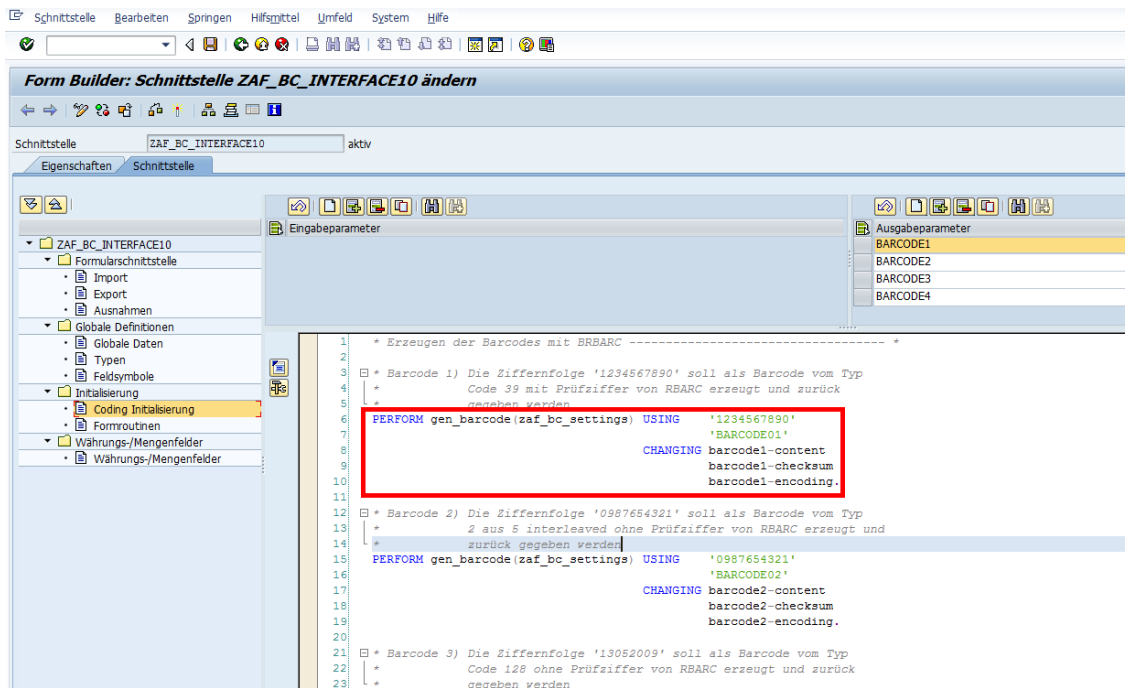 Schnittstelle Bearbeiten Springen Hilfsmittel Umfeld System Hilfe
Form Builder: Schnittstelle ZAF_BC_INTERFACE10 ändern
Schnittstelle ZAF_BC_INTERFACE10 aktiv
Eigenschaften Schnittstelle
Eingabeparameter
Ausgabeparameter
BARCODE1
BARCODE2
BARCODE3
BARCODE4
ZAF_BC_INTERFACE10
Formularschnittstelle
Import
Export
Ausnahmen
Globale Definitionen
Globale Daten
Typen
Feldsymbole
Initialisierung
Coding Initialisierung
Formroutinen
Währungs-/Mengenfelder
Währungs-/Mengenfelder
1 * Erzeugen der Barcodes mit BRBARC ----------------------------------- *
2
3 * Barcode 1) Die Ziffernfolge '1234567890' soll als Barcode vom Typ
4 * Code 39 mit Prüfziffer von RBARC erzeugt und zurück
5 * gegeben werden
6 PERFORM gen_barcode(zaf_bc_settings) USING '1234567890'
7 'BARCODE01'
8 CHANGING barcode1-content
9 barcode1-checksum
10 barcode1-encoding.
11
12 * Barcode 2) Die Ziffernfolge '0987654321' soll als Barcode vom Typ
13 * 2 aus 5 interleaved ohne Prüfziffer von RBARC erzeugt und
14 * zurück gegeben werden
15 PERFORM gen_barcode(zaf_bc_settings) USING '0987654321'
16 'BARCODE02'
17 CHANGING barcode2-content
18 barcode2-checksum
19 barcode2-encoding.
20
21 * Barcode 3) Die Ziffernfolge '13052009' soll als Barcode vom Typ
22 * Code 128 ohne Prüfziffer von RBARC erzeugt und zurück
23 * gegeben werden